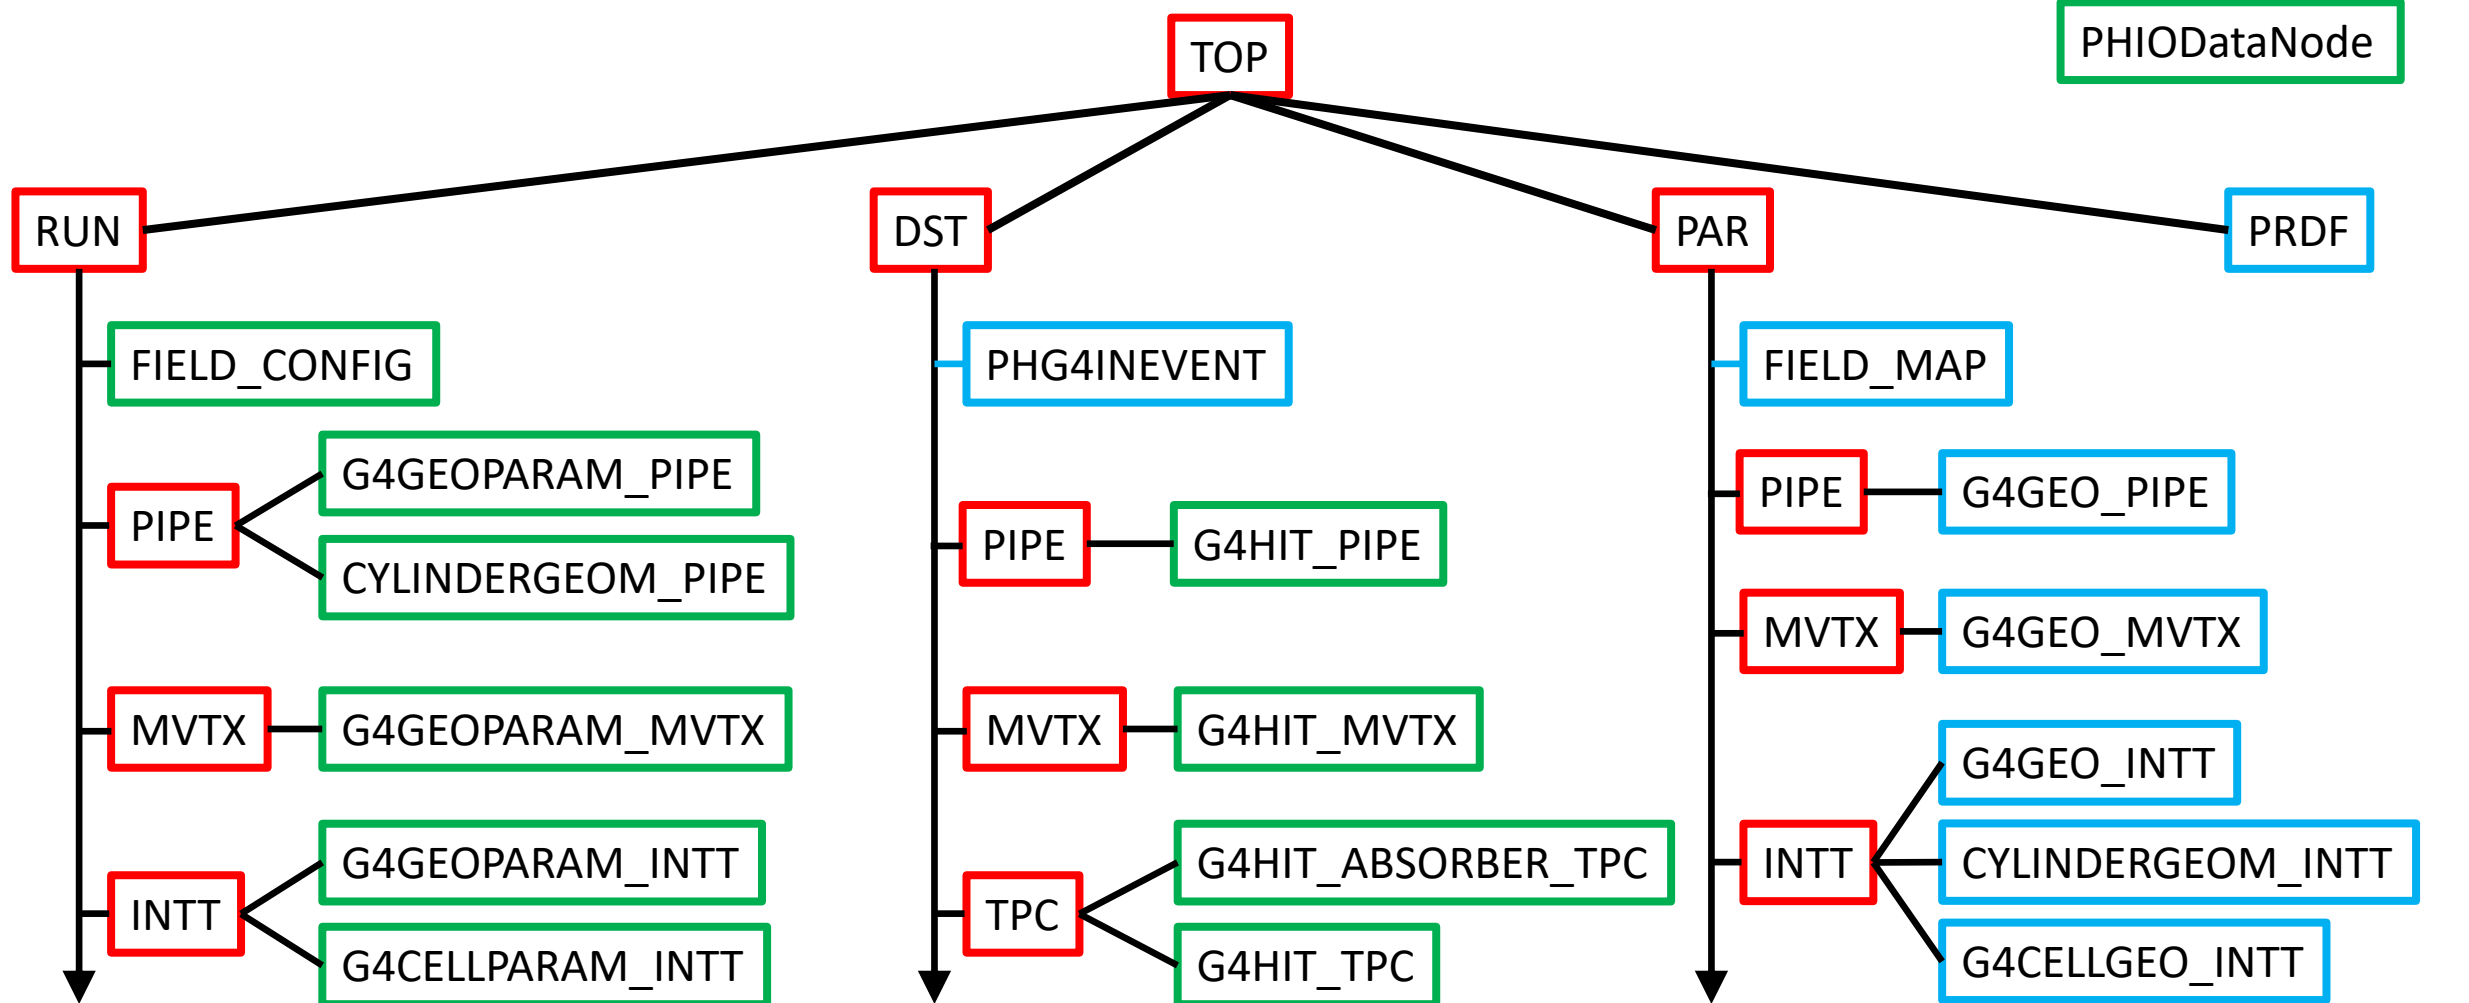 TOP
PHIODataNode
RUN
DST
PAR
PRDF
FIELD_CONFIG
PIPE
G4GEOPARAM_PIPE
CYLINDERGEOM_PIPE
MVTX
G4GEOPARAM_MVTX
INTT
G4GEOPARAM_INTT
G4CELLPARAM_INTT
PHG4INEVENT
PIPE
G4HIT_PIPE
MVTX
G4HIT_MVTX
TPC
G4HIT_ABSORBER_TPC
G4HIT_TPC
FIELD_MAP
PIPE
G4GEO_PIPE
MVTX
G4GEO_MVTX
INTT
G4GEO_INTT
CYLINDERGEOM_INTT
G4CELLGEO_INTT